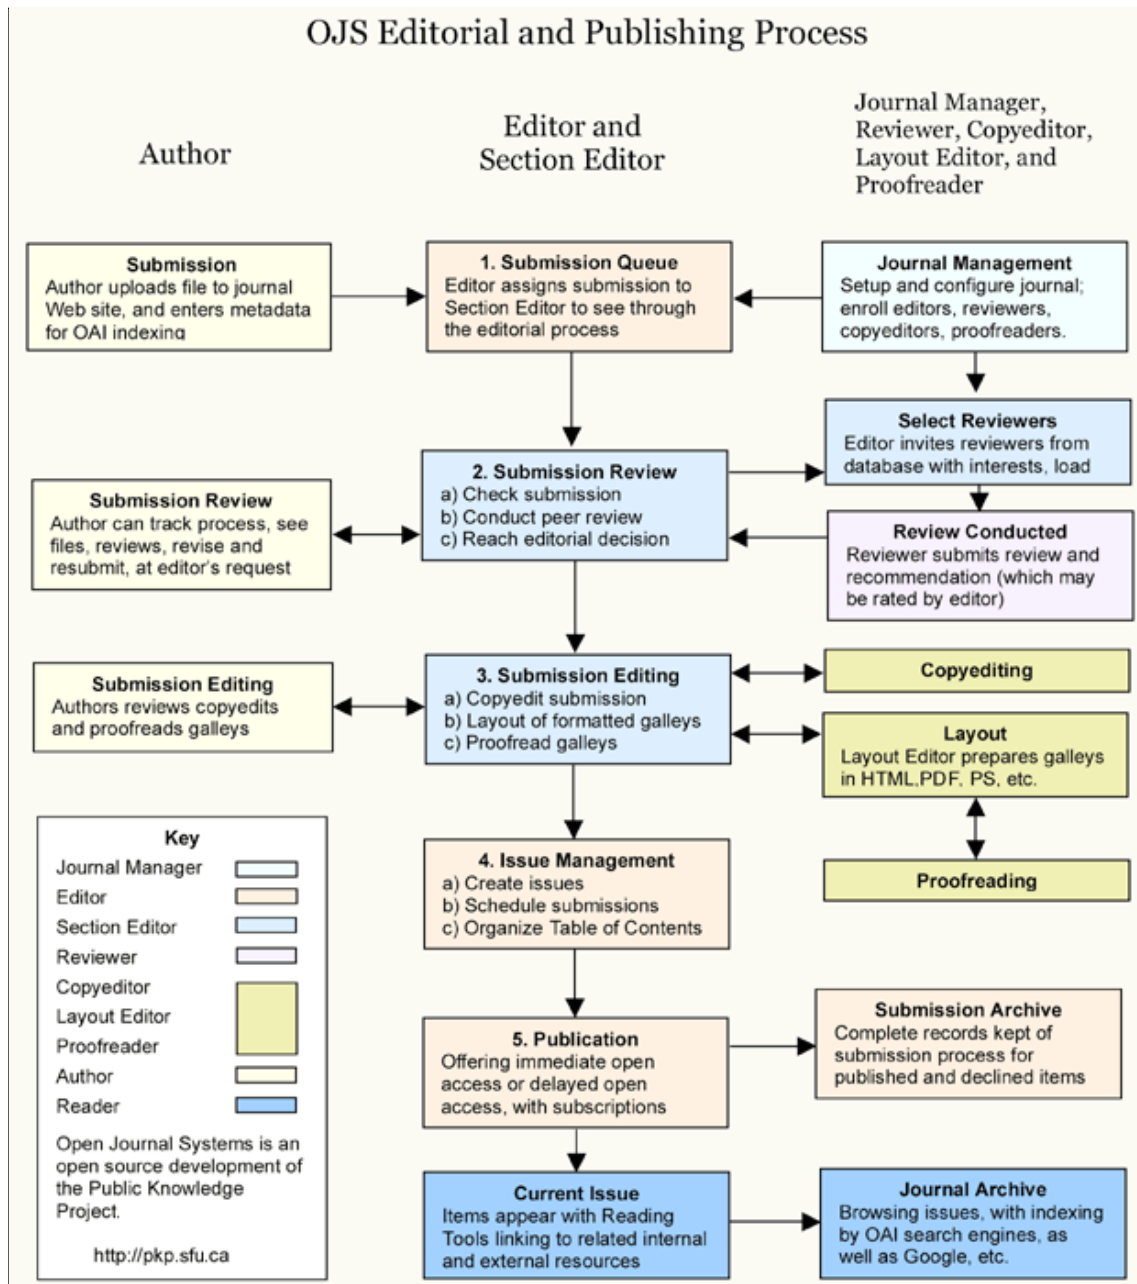 OJS Editorial and Publishing Process
Author
Editor and
Section Editor
Journal Manager,
Reviewer, Copyeditor,
Layout Editor, and
Proofreader
Submission
Author uploads file to journal
Web site, and enters metadata
for OAI indexing
1. Submission Queue
Editor assigns submission to
Section Editor to see through
the editorial process
Journal Management
Setup and configure journal;
enroll editors, reviewers,
copyeditors, proofreaders.
Select Reviewers
Editor invites reviewers from
database with interests, load
2. Submission Review
a) Check submission
b) Conduct peer review
c) Reach editorial decision
Submission Review
Author can track process, see
files, reviews, revise and
resubmit, at editor's request
Review Conducted
Reviewer submits review and
recommendation (which may
be rated by editor)
Submission Editing
Authors reviews copyedits
and proofreads galleys
3. Submission Editing
a) Copyedit submission
b) Layout of formatted galleys
c) Proofread galleys
Copyediting
Layout
Layout Editor prepares galleys
in HTML,PDF, PS, etc.
Proofreading
4. Issue Management
a) Create issues
b) Schedule submissions
c) Organize Table of Contents
5. Publication
Offering immediate open
access or delayed open
access, with subscriptions
Submission Archive
Complete records kept of
submission process for
published and declined items
Current Issue
Items appear with Reading
Tools linking to related internal
and external resources
Journal Archive
Browsing issues, with indexing
by OAI search engines, as
well as Google, etc.
Key
Journal Manager
Editor
Section Editor
Reviewer
Copyeditor
Layout Editor
Proofreader
Author
Reader
Open Journal Systems is an
open source development of
the Public Knowledge
Project.
http://pkp.sfu.ca